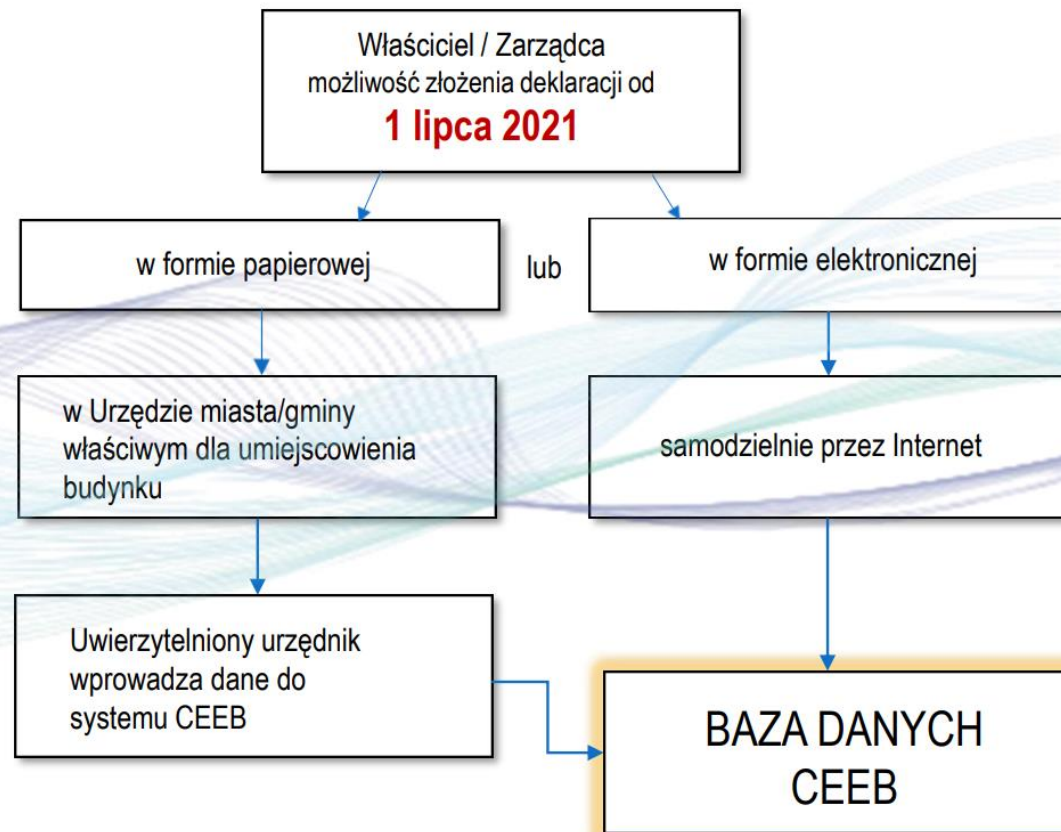 Właściciel / Zarządca
możliwość złożenia deklaracji od
1 lipca 2021
w formie papierowej
lub
w formie elektronicznej
w Urzędzie miasta/gminy
właściwym dla umiejscowienia
budynku
samodzielnie przez Internet
Uwierzytelniony urzędnik
wprowadza dane do
systemu CEEB
BAZA DANYCH
CEEB